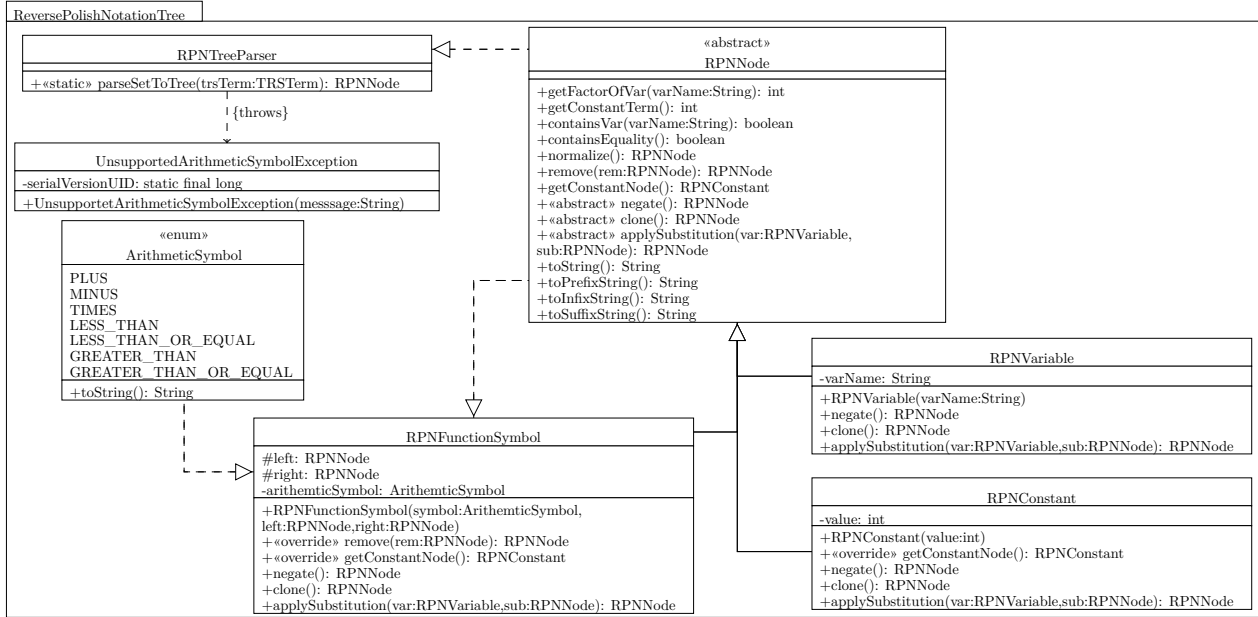 ReversePolishNotationTree
RPNTreeParser
+«static» parseSetToTree(trsTerm:TRSTerm): RPNNode
{throws}
UnsupportedArithmeticSymbolException
-serialVersionUID: static final long
+UnsupportetArithmeticSymbolException(messsage:String)
«enum»
ArithmeticSymbol
PLUS
MINUS
TIMES
LESS_THAN
LESS_THAN_OR_EQUAL
GREATER_THAN
GREATER_THAN_OR_EQUAL
+toString(): String
«abstract»
RPNNode
+getFactorOfVar(varName:String): int
+getConstantTerm(): int
+containsVar(varName:String): boolean
+containsEquality(): boolean
+normalize(): RPNNode
+remove(rem:RPNNode): RPNNode
+getConstantNode(): RPNConstant
+«abstract» negate(): RPNNode
+«abstract» clone(): RPNNode
+«abstract» applySubstitution(var:RPNVariable,
sub:RPNNode): RPNNode
+toString(): String
+toPrefixString(): String
+toInfixString(): String
+toSuffixString(): String
RPNFunctionSymbol
#left: RPNNode
#right: RPNNode
-arithemticSymbol: ArithemticSymbol
+RPNFunctionSymbol(symbol:ArithemticSymbol,
left:RPNNode,right:RPNNode)
+«override» remove(rem:RPNNode): RPNNode
+«override» getConstantNode(): RPNConstant
+negate(): RPNNode
+clone(): RPNNode
+applySubstitution(var:RPNVariable,sub:RPNNode): RPNNode
RPNVariable
-varName: String
+RPNVariable(varName:String)
+negate(): RPNNode
+clone(): RPNNode
+applySubstitution(var:RPNVariable,sub:RPNNode): RPNNode
RPNConstant
-value: int
+RPNConstant(value:int)
+«override» getConstantNode(): RPNConstant
+negate(): RPNNode
+clone(): RPNNode
+applySubstitution(var:RPNVariable,sub:RPNNode): RPNNode